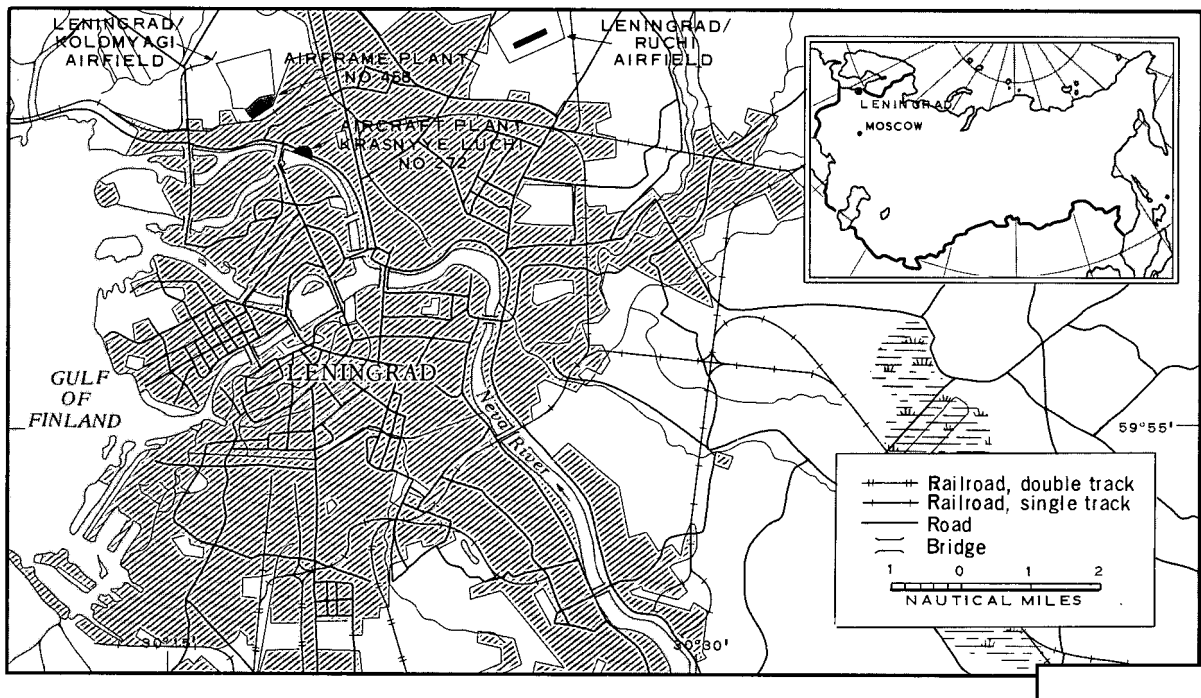 LENINGRAD/
KOLOMYAGI
AIRFIELD
AIRFRAME PLANT
NO 458
LENINGRAD/
RUCHI
AIRFIELD
AIRCRAFT PLANT
KRASNYYE LUCHI
NO 272
LENINGRAD
MOSCOW
GULF
OF
FINLAND
LENINGRAD
Neva River
59°55'
30°15'
30°30'
Railroad, double track
Railroad, single track
Road
Bridge
1 0 1 2
NAUTICAL MILES